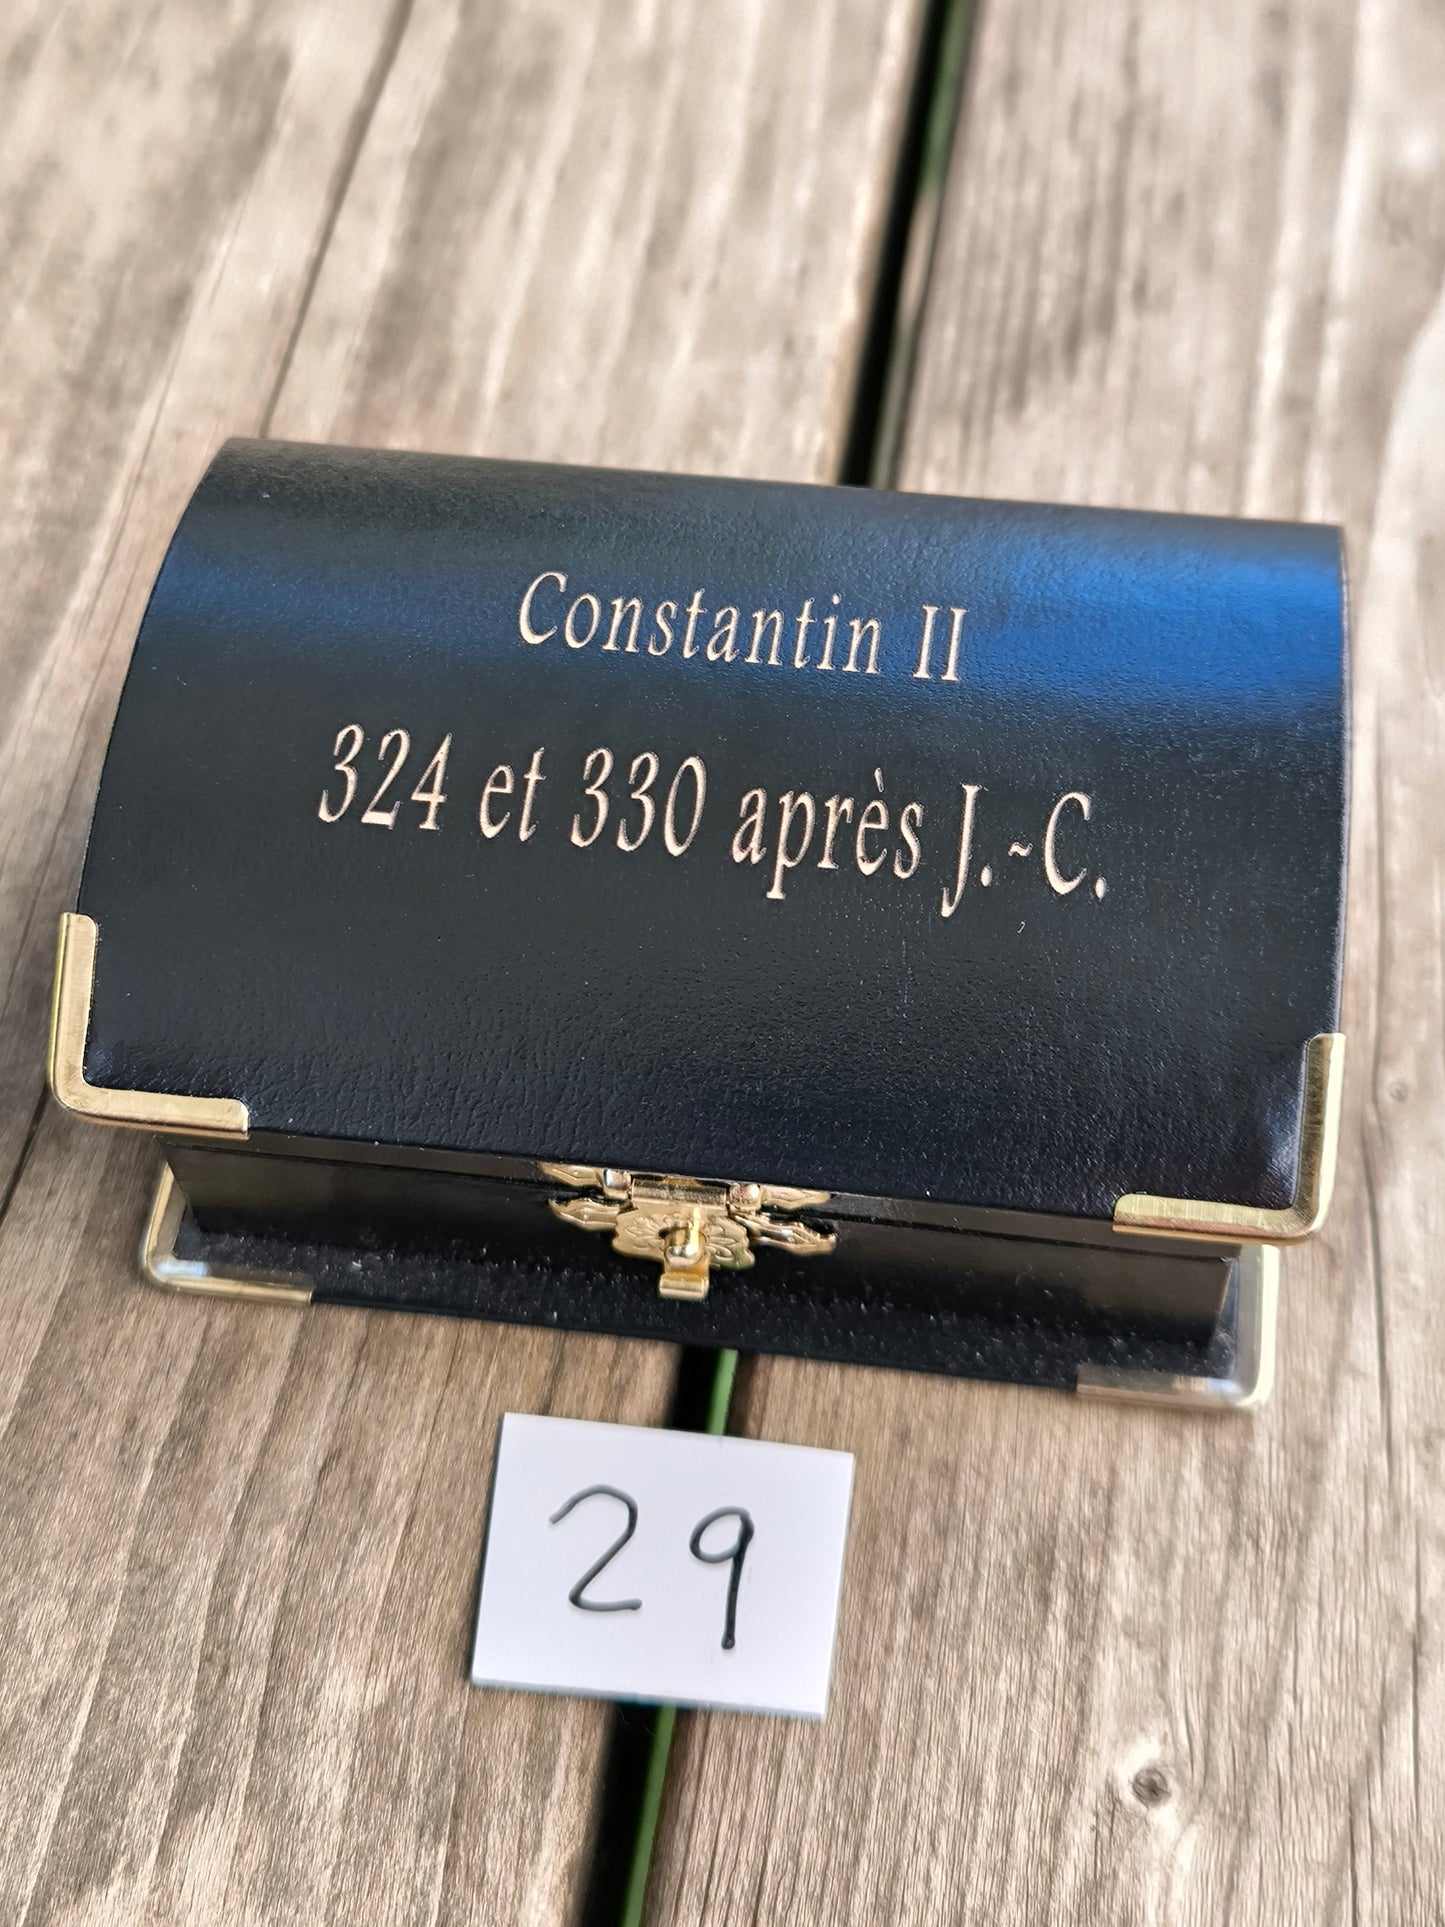 Constantin II
324 et 330 après J.-C.
29